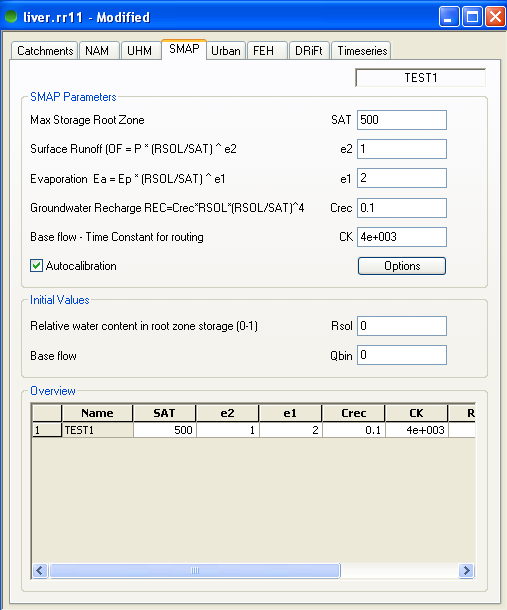 liver.rr11 - Modified
Catchments NAM UHM SMAP Urban FEH DRiFt Timeseries
TEST1
SMAP Parameters
Max Storage Root Zone SAT 500
Surface Runoff (OF = P * (RSOL/SAT) ^ e2 e2 1
Evaporation Ea = Ep * (RSOL/SAT) ^ e1 e1 2
Groundwater Recharge REC=Crec*RSOL*(RSOL/SAT)^4 Crec 0.1
Base flow - Time Constant for routing CK 4e+003
Autocalibration Options
Initial Values
Relative water content in root zone storage (0-1) Rsol 0
Base flow Qbin 0
Overview
Name SAT e2 e1 Crec CK R
1 TEST1 500 1 2 0.1 4e+003